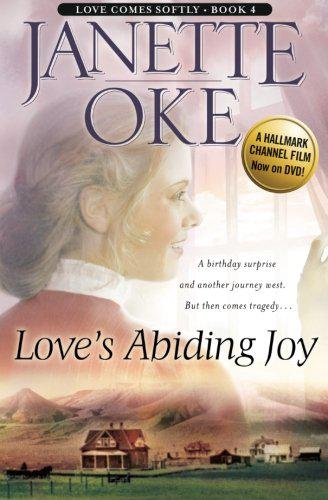 LOVE COMES SOFTLY • BOOK 4
JANETTE
OKE
A HALLMARK
CHANNEL FILM
Now on DVD!
A birthday surprise
and another journey west.
But then comes tragedy . . .
Love's Abiding Joy